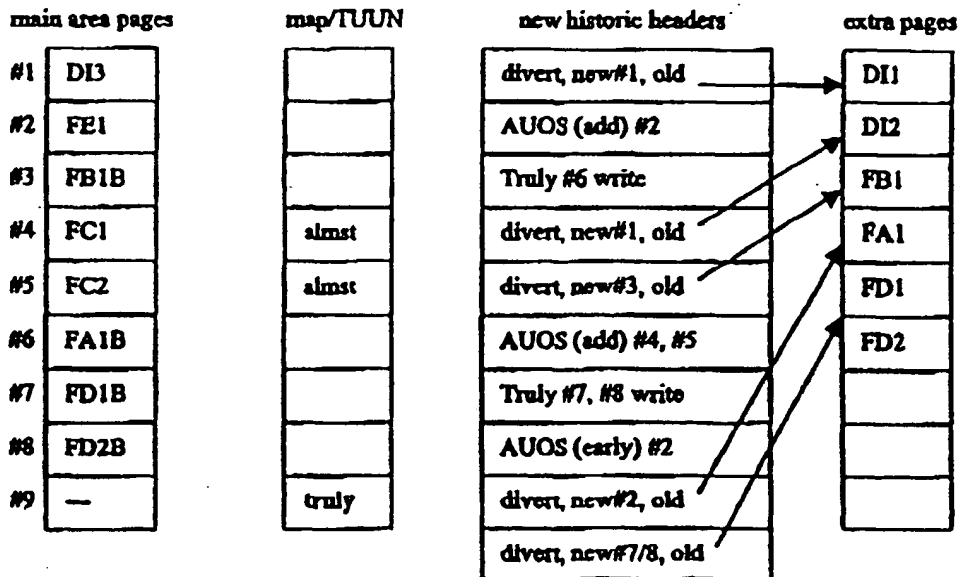 main area pages map/TUUN new historic headers extra pages
#1 DI3 divert, new#1, old DI1
#2 FE1 AUOS (add) #2 DI2
#3 FB1B Truly #6 write FB1
#4 FC1 almst divert, new#1, old FA1
#5 FC2 almst divert, new#3, old FD1
#6 FA1B AUOS (add) #4, #5 FD2
#7 FD1B Truly #7, #8 write
#8 FD2B AUOS (early) #2
#9 — truly divert, new#2, old
divert, new#7/8, old